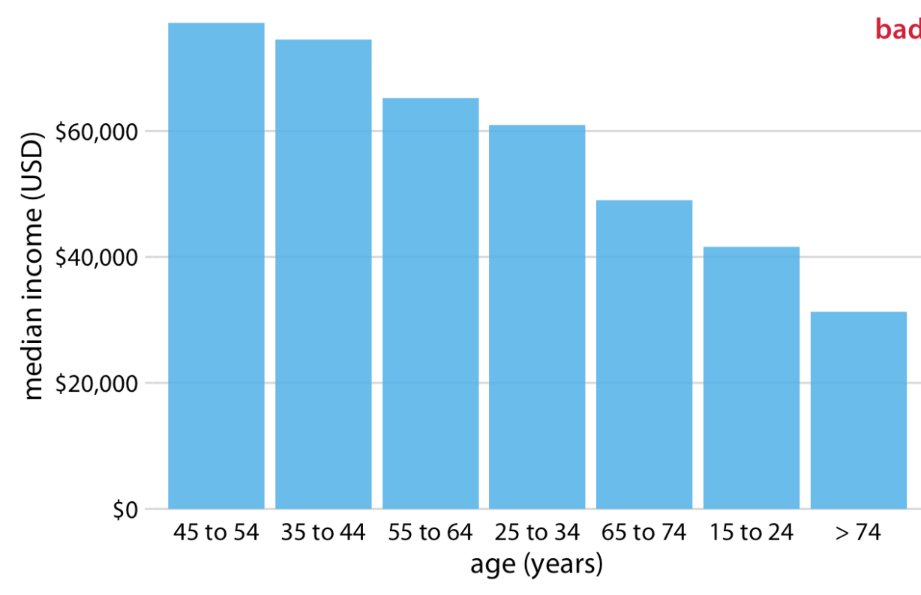 bad
$60,000
$40,000
$20,000
$0
median income (USD)
45 to 54 35 to 44 55 to 64 25 to 34 65 to 74 15 to 24 > 74
age (years)